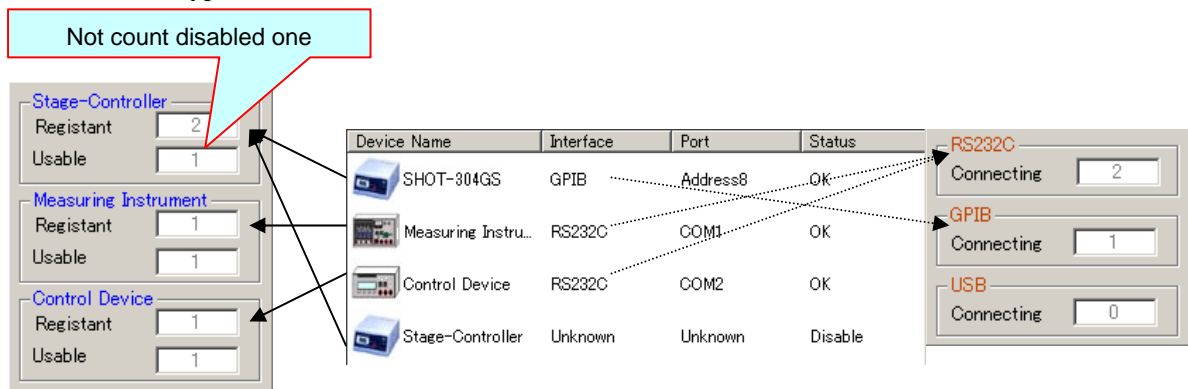 Not count disabled one
Stage-Controller
Registant 2
Usable 1
Measuring Instrument
Registant 1
Usable 1
Control Device
Registant 1
Usable 1
Device Name Interface Port Status
SHOT-304GS GPIB Address8 OK
Measuring Instru... RS232C COM1 OK
Control Device RS232C COM2 OK
Stage-Controller Unknown Unknown Disable
RS232C
Connecting 2
GPIB
Connecting 1
USB
Connecting 0